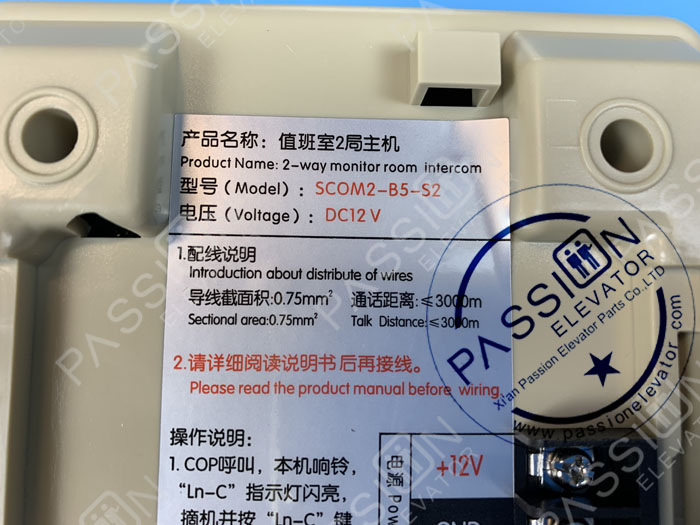 产品名称: 值班室2局主机
Product Name: 2-way monitor room intercom
型号 (Model) : SCOM2-B5-S2
电压 (Voltage) : DC12 V
1.配线说明
Introduction about distribute of wires
导线截面积:0.75mm² 通话距离:≤3000m
Sectional area:0.75mm² Talk Distance:≤3000m
2.请详细阅读说明书后再接线。
Please read the product manual before wiring
操作说明:
1. COP呼叫, 本机响铃,
“Ln-C” 指示灯闪亮,
摘机并按 “Ln-C” 键
电源 Pow
+12V
GND
PASSION
ELEVATOR
Xi'an Passion Elevator Parts Co.,LTD
www.passionelevator.com